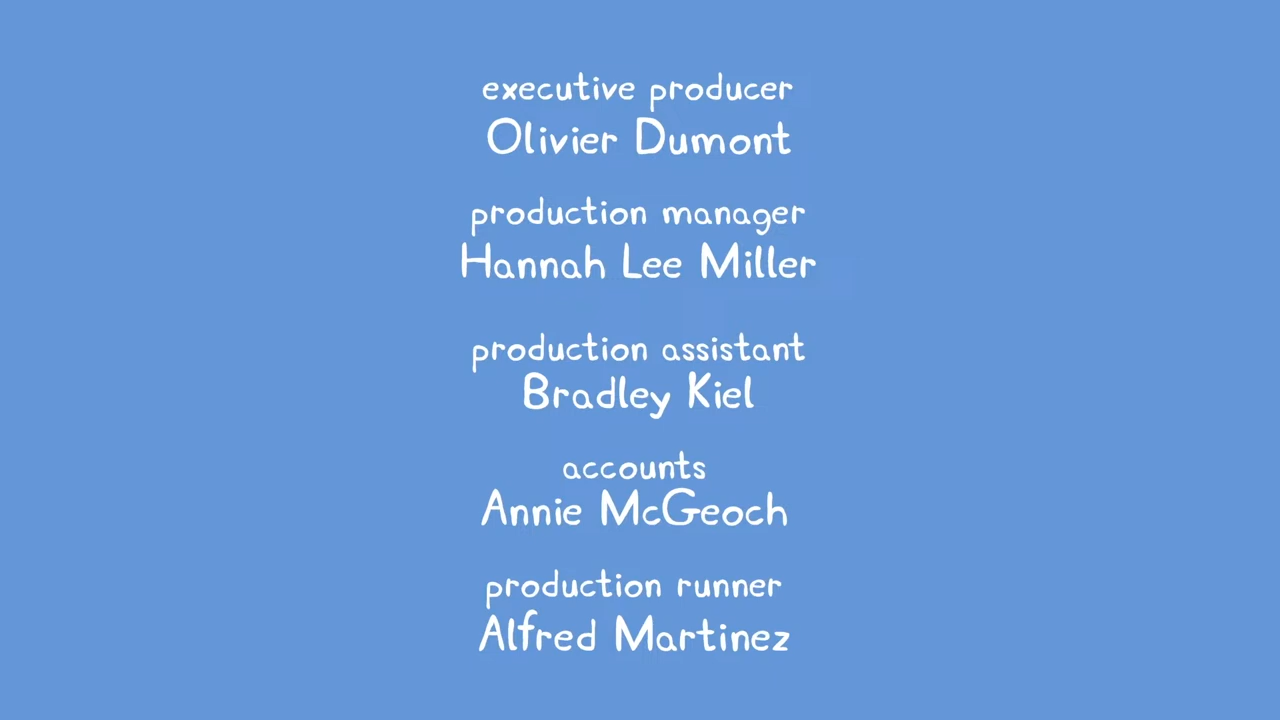 executive producer
Olivier Dumont
production manager
Hannah Lee Miller
production assistant
Bradley Kiel
accounts
Annie McGeoch
production runner
Alfred Martinez